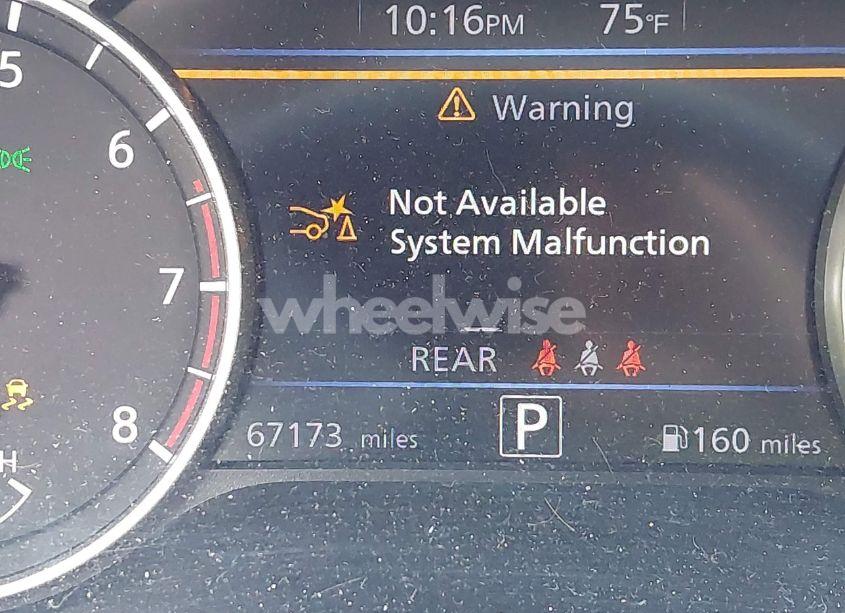 10:16PM 75°F
5
Warning
6
Not Available
System Malfunction
7
wheelwise
REAR
8
67173 miles P 160 miles
H